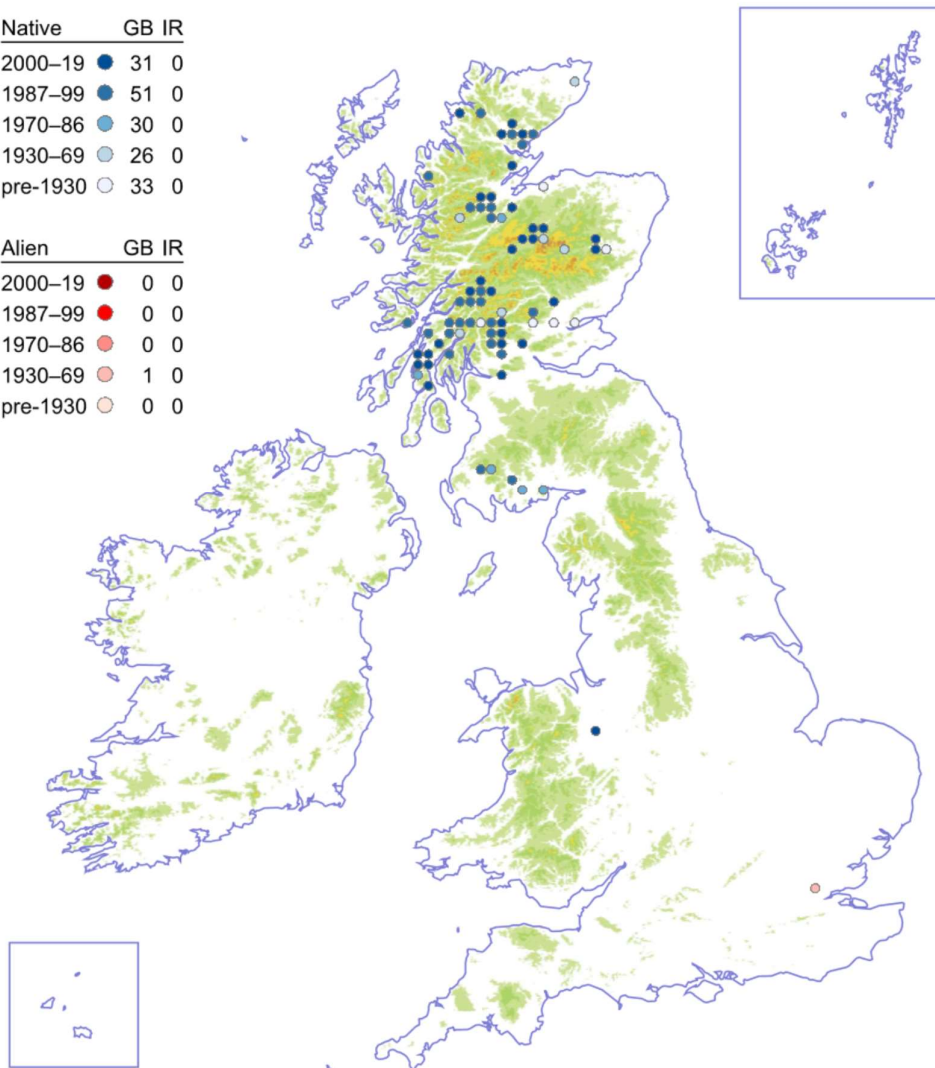 Native GB IR
2000–19 31 0
1987–99 51 0
1970–86 30 0
1930–69 26 0
pre-1930 33 0
Alien GB IR
2000–19 0 0
1987–99 0 0
1970–86 0 0
1930–69 1 0
pre-1930 0 0